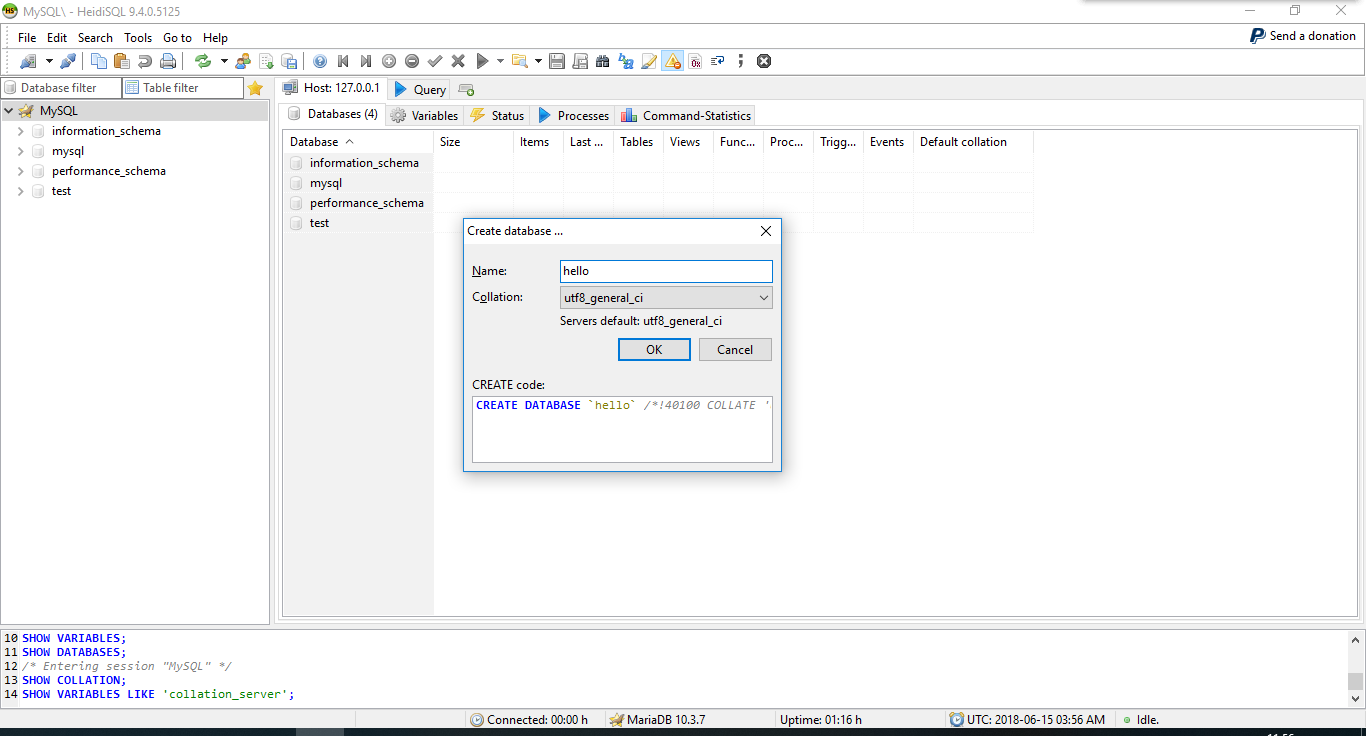 MySQL\ - HeidiSQL 9.4.0.5125
File Edit Search Tools Go to Help
Send a donation
Database filter Table filter
Host: 127.0.0.1 Query
MySQL
information_schema
mysql
performance_schema
test
Databases (4) Variables Status Processes Command-Statistics
Database Size Items Last ... Tables Views Func... Proc... Trigg... Events Default collation
information_schema
mysql
performance_schema
test
Create database ...
Name: hello
Collation: utf8_general_ci
Servers default: utf8_general_ci
OK Cancel
CREATE code:
CREATE DATABASE `hello` /*!40100 COLLATE '
10 SHOW VARIABLES;
11 SHOW DATABASES;
12 /* Entering session "MySQL" */
13 SHOW COLLATION;
14 SHOW VARIABLES LIKE 'collation_server';
Connected: 00:00 h MariaDB 10.3.7 Uptime: 01:16 h UTC: 2018-06-15 03:56 AM Idle.